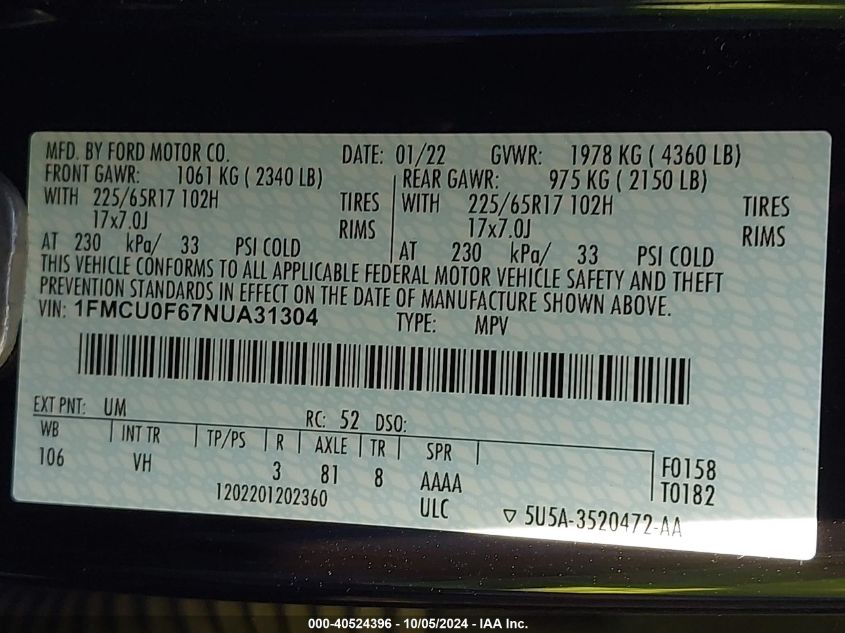 MFD. BY FORD MOTOR CO. DATE: 01/22 GVWR: 1978 KG ( 4360 LB)
FRONT GAWR: 1061 KG ( 2340 LB) REAR GAWR: 975 KG ( 2150 LB)
WITH 225/65R17 102H TIRES WITH 225/65R17 102H TIRES
17x7.0J RIMS 17x7.0J RIMS
AT 230 kPa/ 33 PSI COLD AT 230 kPa/ 33 PSI COLD
THIS VEHICLE CONFORMS TO ALL APPLICABLE FEDERAL MOTOR VEHICLE SAFETY AND THEFT
PREVENTION STANDARDS IN EFFECT ON THE DATE OF MANUFACTURE SHOWN ABOVE.
VIN: 1FMCU0F67NUA31304 TYPE: MPV
EXT PNT: UM RC: 52 DSO:
WB INT TR TP/PS R AXLE TR SPR
106 VH 3 81 8 AAAA F0158
1202201202360 ULC T0182
5U5A-3520472-AA
000-40524396 - 10/05/2024 - IAA Inc.